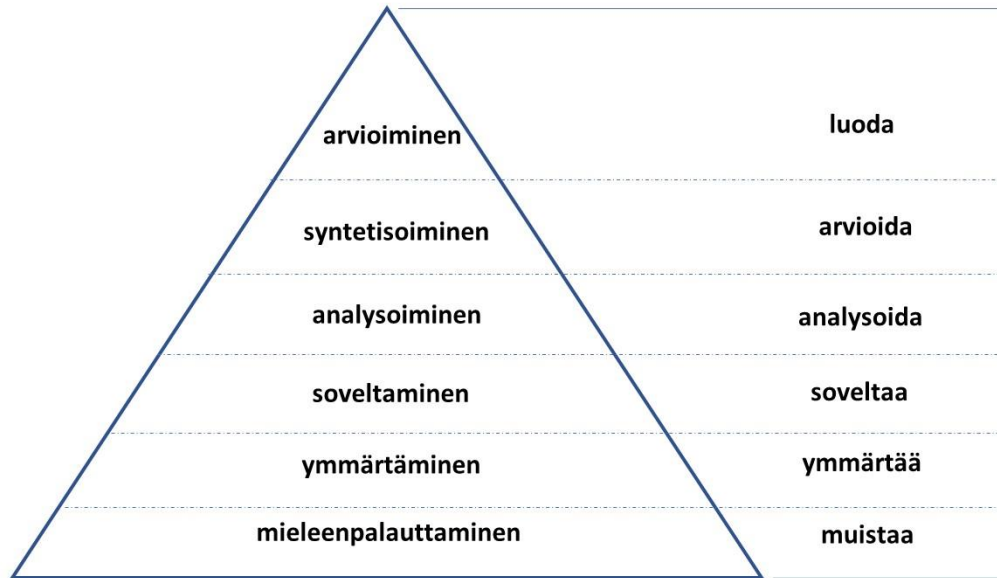 arvioiminen
luoda
syntetisoiminen
arvioida
analysoiminen
analysoida
soveltaminen
soveltaa
ymmärtäminen
ymmärtää
mieleenpalauttaminen
muistaa